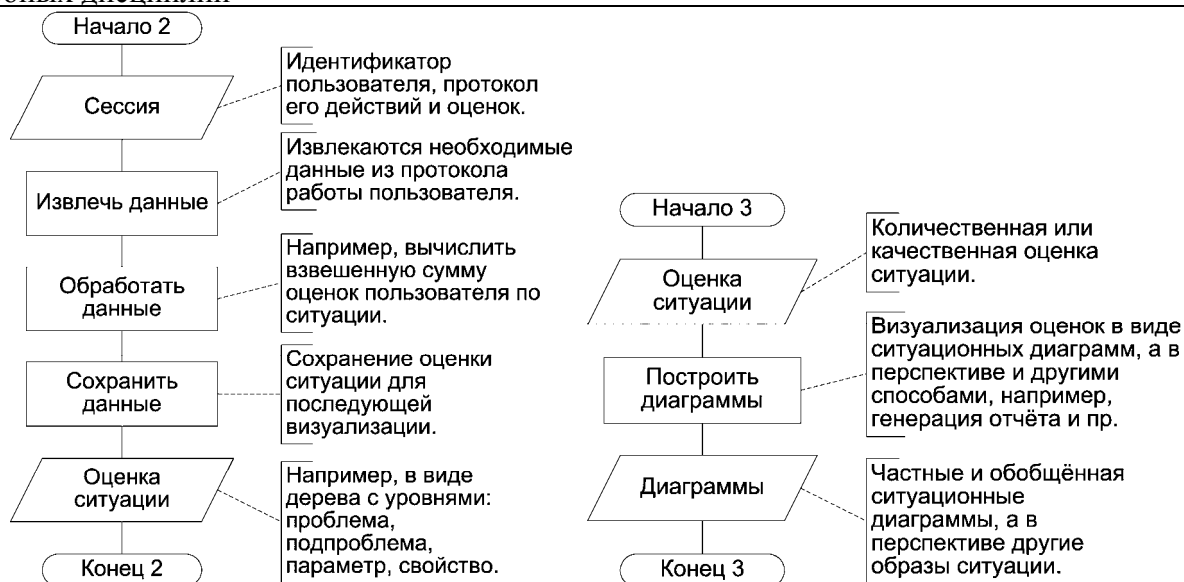 Начало 2
Сессия
Идентификатор
пользователя, протокол
его действий и оценок.
Извлечь данные
Извлекаются необходимые
данные из протокола
работы пользователя.
Обработать
данные
Например, вычислить
взвешенную сумму
оценок пользователя по
ситуации.
Сохранить
данные
Сохранение оценки
ситуации для
последующей
визуализации.
Оценка
ситуации
Например, в виде
дерева с уровнями:
проблема,
подпроблема,
параметр, свойство.
Конец 2
Начало 3
Оценка
ситуации
Количественная или
качественная оценка
ситуации.
Построить
диаграммы
Визуализация оценок в виде
ситуационных диаграмм, а в
перспективе и другими
способами, например,
генерация отчёта и пр.
Диаграммы
Частные и обобщённая
ситуационные
диаграммы, а в
перспективе другие
образы ситуации.
Конец 3